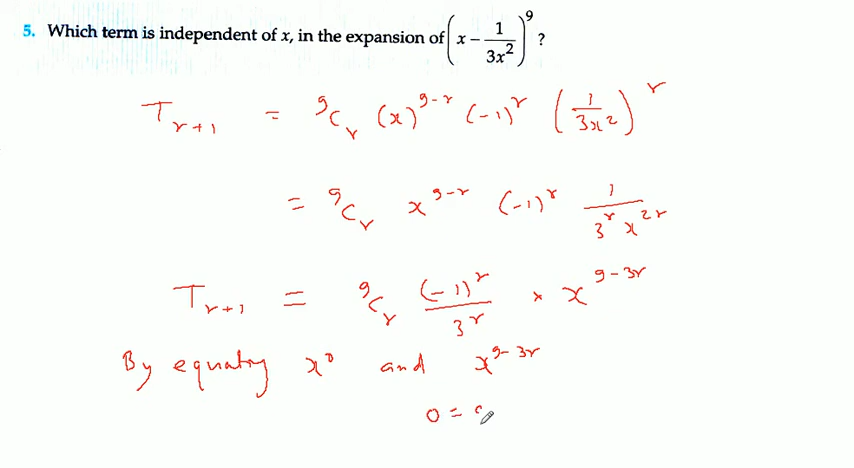 5. Which term is independent of x, in the expansion of (x − 1/(3x²))⁹ ?
T_{r+1} = ⁹C_r (x)^{9-r} (-1)^r (1/(3x²))^r
= ⁹C_r x^{9-r} (-1)^r 1/(3^r x^{2r})
T_{r+1} = ⁹C_r (-1)^r/3^r × x^{9-3r}
By equating x⁰ and x^{9-3r}
0 =